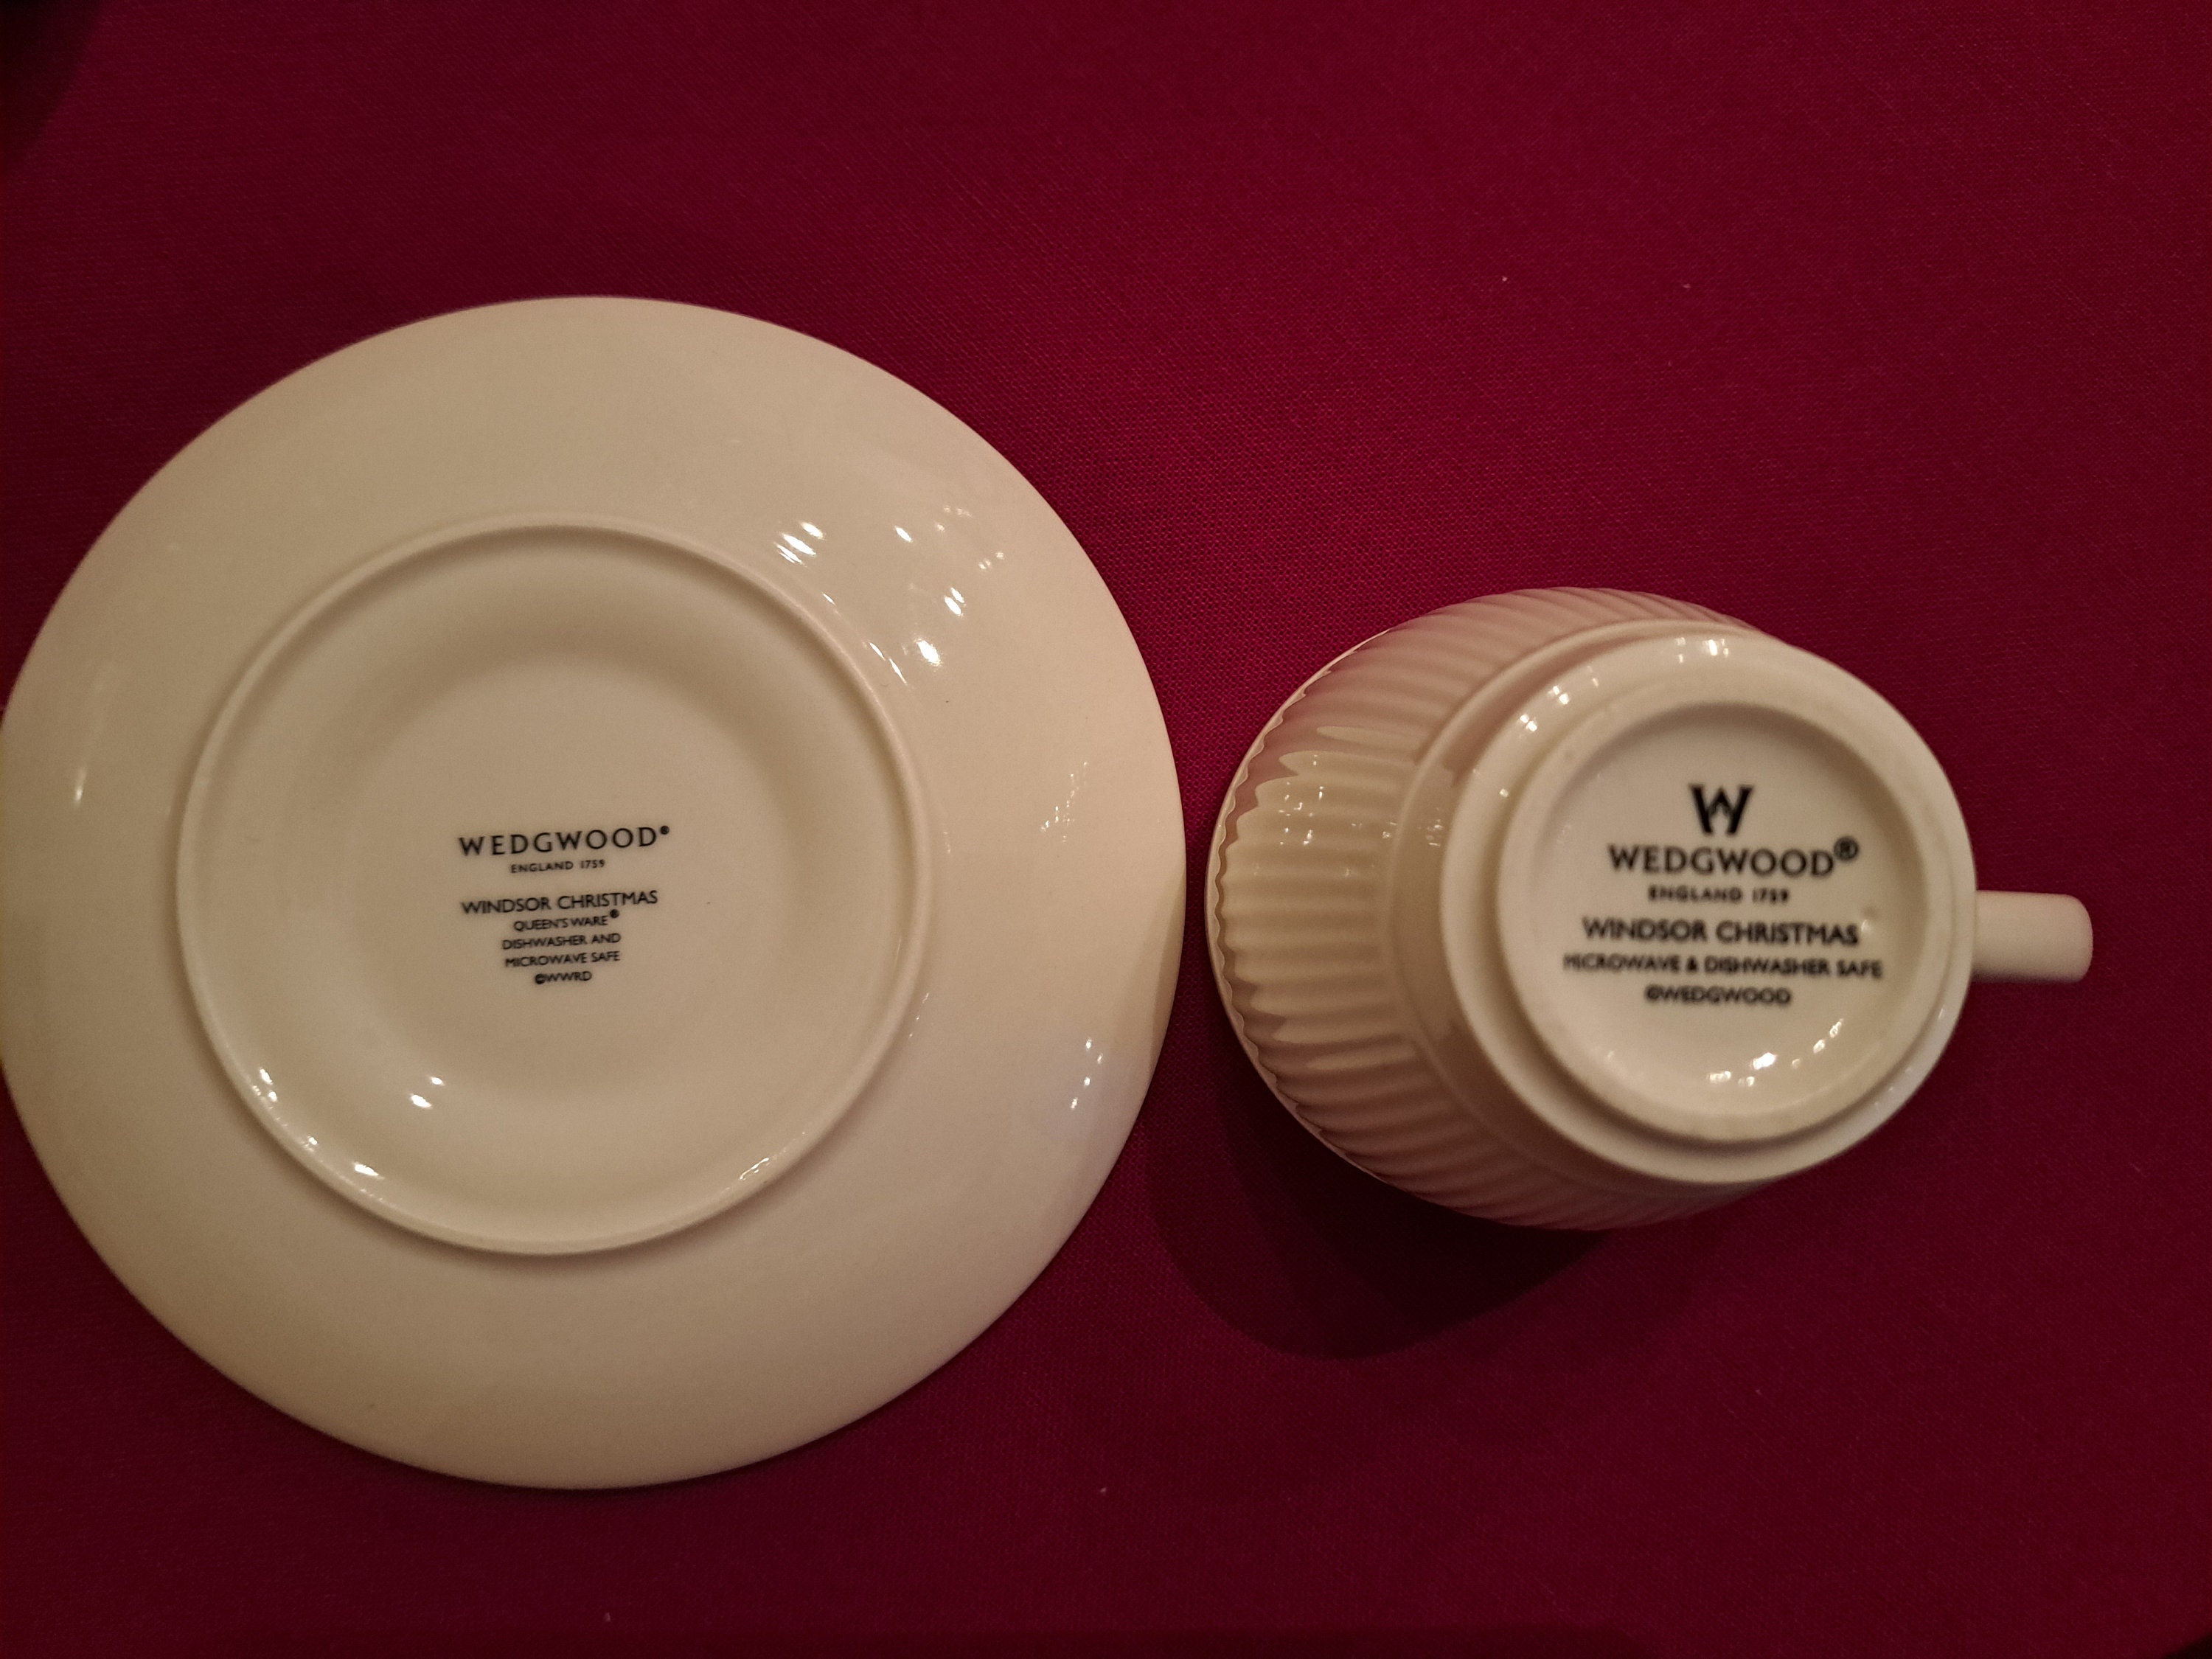 WEDGWOOD®
ENGLAND 1759
WINDSOR CHRISTMAS
QUEEN'S WARE®
DISHWASHER AND
MICROWAVE SAFE
©WWRD
W
WEDGWOOD®
ENGLAND 1759
WINDSOR CHRISTMAS
MICROWAVE & DISHWASHER SAFE
©WEDGWOOD